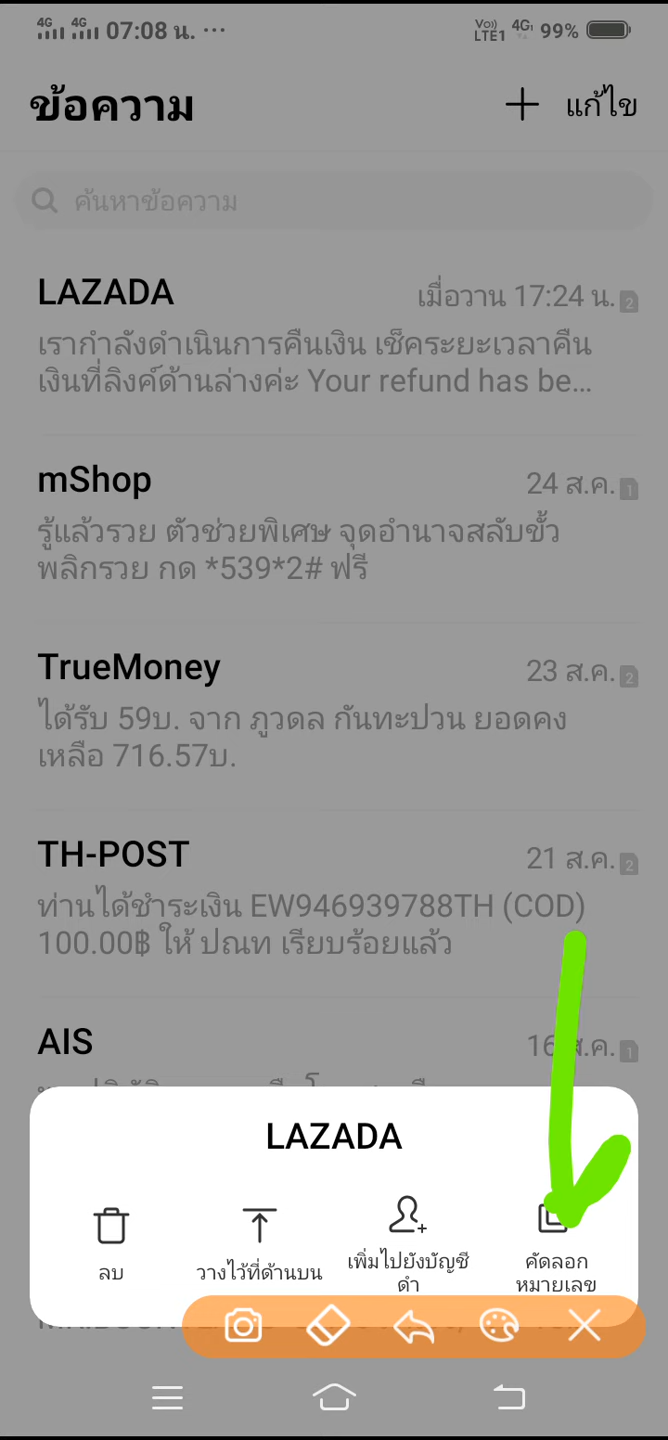 4G 4G 07:08 น. ... Vo)) LTE1 4G 99%
ข้อความ + แก้ไข
ค้นหาข้อความ
LAZADA เมื่อวาน 17:24 น. 2
เรากำลังดำเนินการคืนเงิน เช็คระยะเวลาคืน
เงินที่ลิงค์ด้านล่างค่ะ Your refund has be...
mShop 24 ส.ค. 1
รู้แล้วรวย ตัวช่วยพิเศษ จุดอำนาจสลับขั้ว
พลิกรวย กด *539*2# ฟรี
TrueMoney 23 ส.ค. 2
ได้รับ 59บ. จาก ภูวดล กันทะปวน ยอดคง
เหลือ 716.57บ.
TH-POST 21 ส.ค. 2
ท่านได้ชำระเงิน EW946939788TH (COD)
100.00฿ ให้ ปณท เรียบร้อยแล้ว
AIS 16 ส.ค. 1
LAZADA
ลบ
วางไว้ที่ด้านบน
เพิ่มไปยังบัญชี
ดำ
คัดลอก
หมายเลข